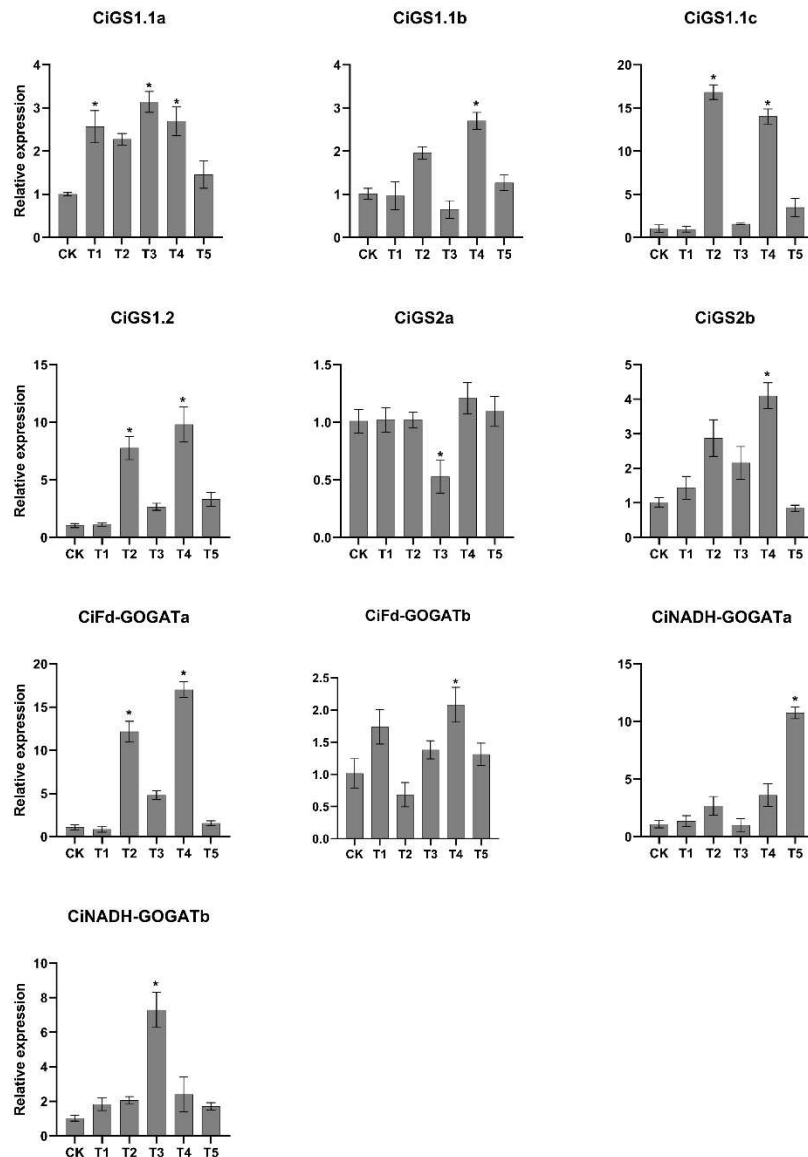 CiGS1.1a
CiGS1.1b
CiGS1.1c
Relative expression
4
3
2
1
0
*
*
*
CK T1 T2 T3 T4 T5
4
3
2
1
0
*
CK T1 T2 T3 T4 T5
20
15
10
5
0
*
*
CK T1 T2 T3 T4 T5
CiGS1.2
CiGS2a
CiGS2b
Relative expression
15
10
5
0
*
*
CK T1 T2 T3 T4 T5
1.5
1.0
0.5
0.0
*
CK T1 T2 T3 T4 T5
5
4
3
2
1
0
*
CK T1 T2 T3 T4 T5
CiFd-GOGATa
CiFd-GOGATb
CiNADH-GOGATa
Relative expression
20
15
10
5
0
*
*
CK T1 T2 T3 T4 T5
2.5
2.0
1.5
1.0
0.5
0.0
*
CK T1 T2 T3 T4 T5
15
10
5
0
*
CK T1 T2 T3 T4 T5
CiNADH-GOGATb
Relative expression
10
8
6
4
2
0
*
CK T1 T2 T3 T4 T5